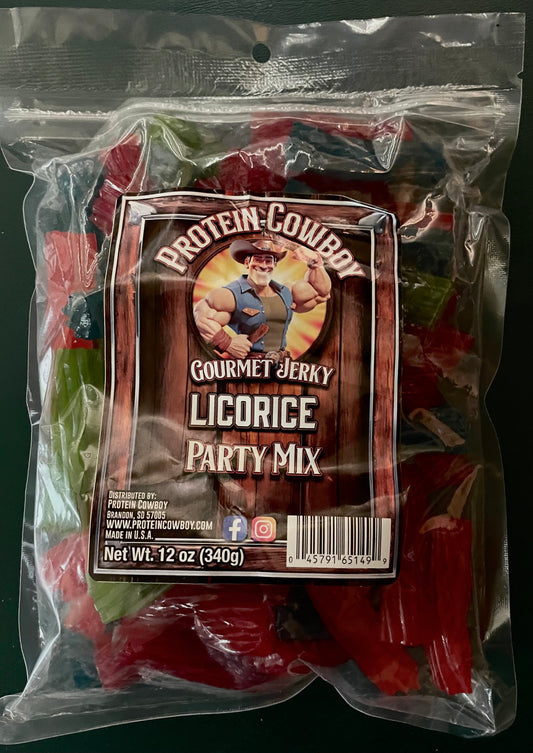 PROTEIN COWBOY
GOURMET JERKY
LICORICE
PARTY MIX
DISTRIBUTED BY:
PROTEIN COWBOY
BRANDON, SD 57005
WWW.PROTEINCOWBOY.COM
MADE IN U.S.A.
Net Wt. 12 oz (340g)
0 45791 65149 9